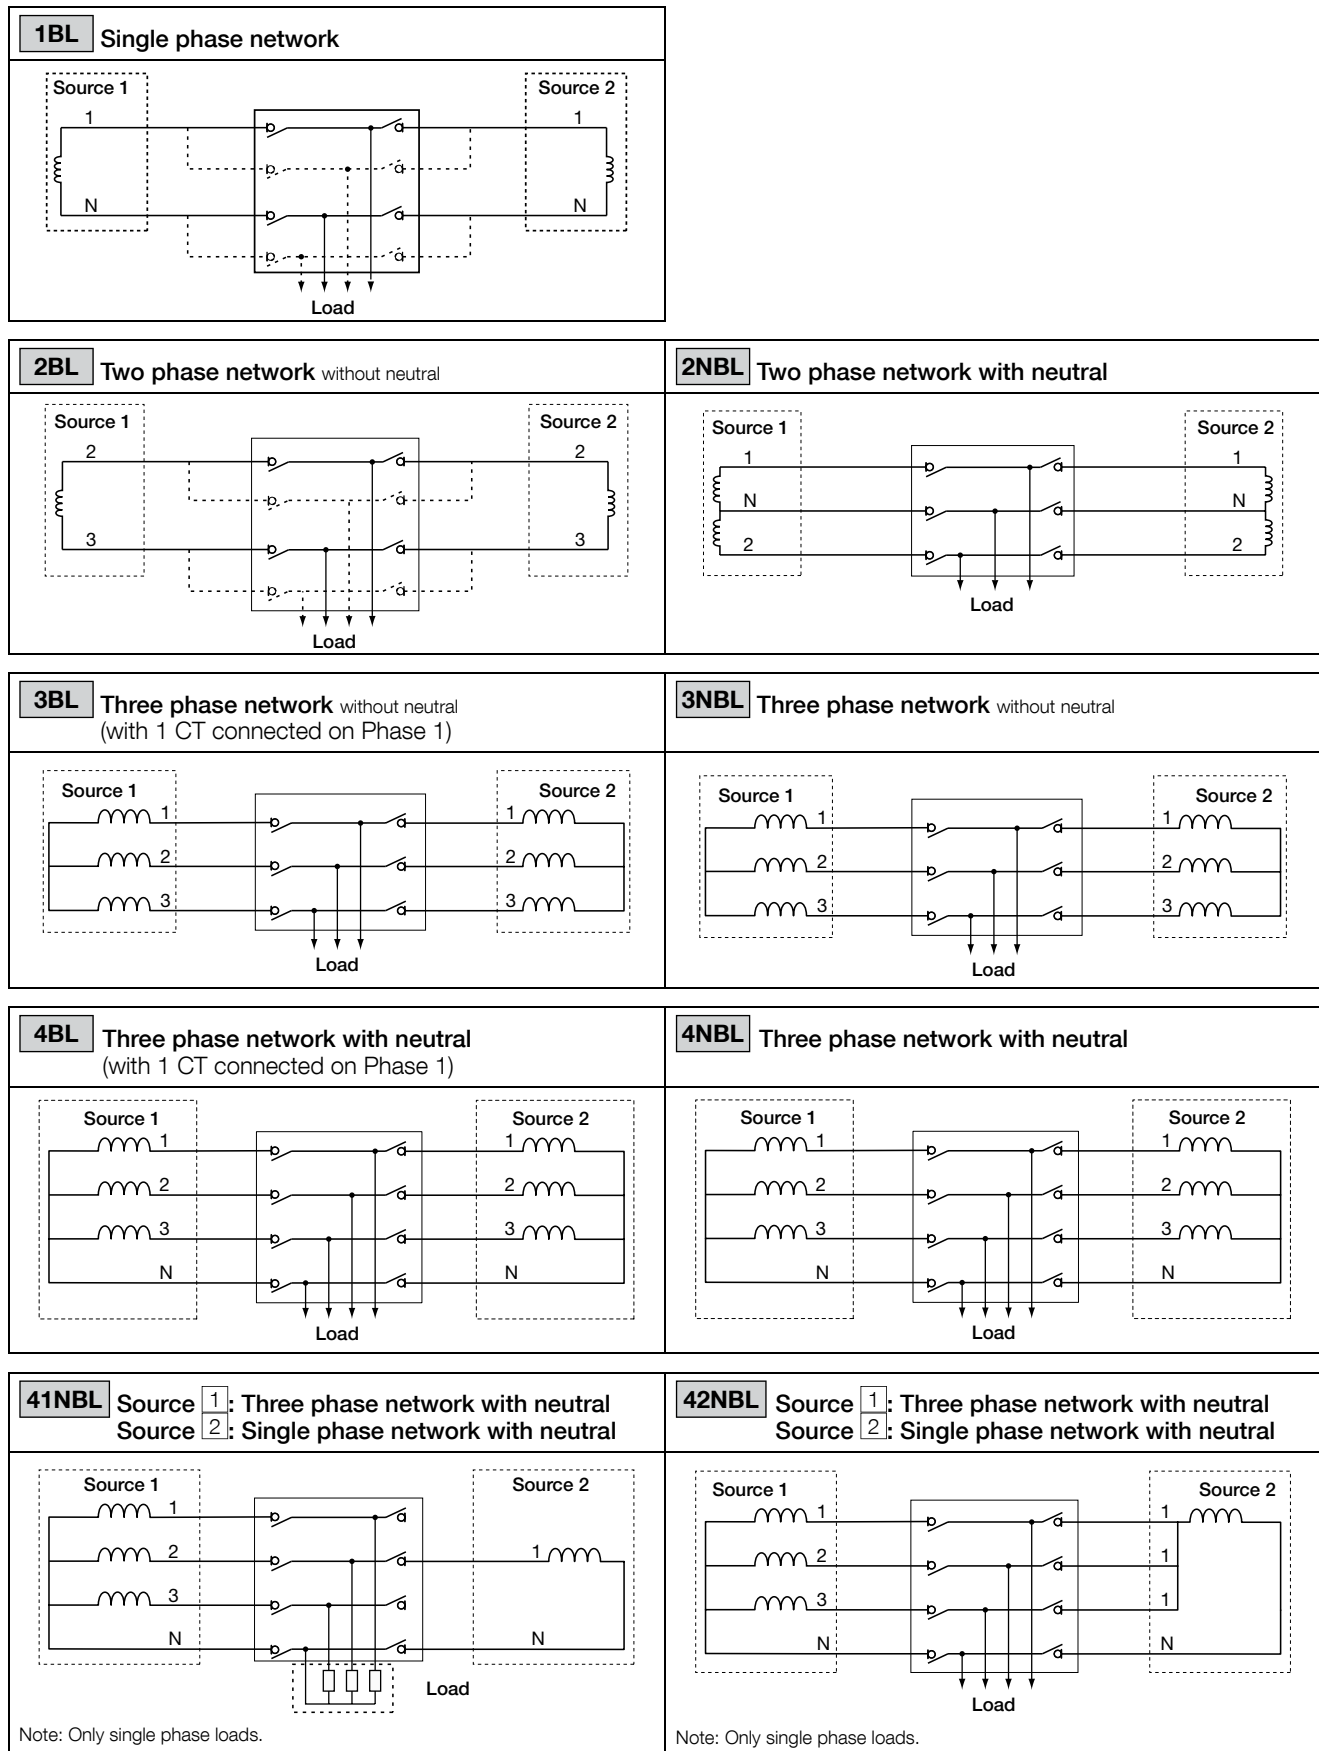 1BL Single phase network
Source 1
Source 2
1
1
N
N
Load
2BL Two phase network without neutral
Source 1
Source 2
2
2
3
3
Load
2NBL Two phase network with neutral
Source 1
Source 2
1
1
N
N
2
2
Load
3BL Three phase network without neutral
(with 1 CT connected on Phase 1)
Source 1
Source 2
1
1
2
2
3
3
Load
3NBL Three phase network without neutral
Source 1
Source 2
1
1
2
2
3
3
Load
4BL Three phase network with neutral
(with 1 CT connected on Phase 1)
Source 1
Source 2
1
1
2
2
3
3
N
N
Load
4NBL Three phase network with neutral
Source 1
Source 2
1
1
2
2
3
3
N
N
Load
41NBL Source 1: Three phase network with neutral
Source 2: Single phase network with neutral
Source 1
Source 2
1
2
1
3
N
N
Load
Note: Only single phase loads.
42NBL Source 1: Three phase network with neutral
Source 2: Single phase network with neutral
Source 1
Source 2
1
1
2
1
3
1
N
N
Load
Note: Only single phase loads.